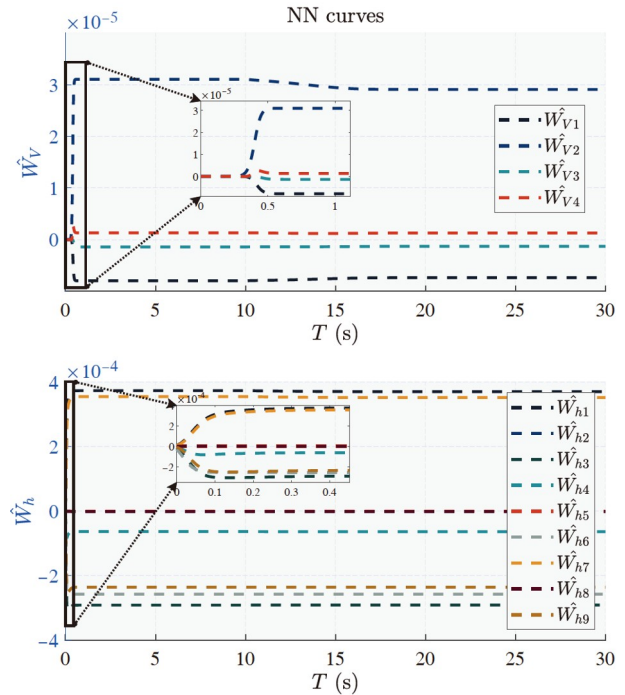 NN curves
×10⁻⁵
3
2
1
0
Ŵ_V
×10⁻⁵
3
2
1
0
0
0.5
1
Ŵ_V1
Ŵ_V2
Ŵ_V3
Ŵ_V4
0 5 10 15 20 25 30
T (s)
×10⁻⁴
4
2
0
−2
−4
Ŵ_h
×10⁻⁴
2
0
−2
0 0.1 0.2 0.3 0.4
Ŵ_h1
Ŵ_h2
Ŵ_h3
Ŵ_h4
Ŵ_h5
Ŵ_h6
Ŵ_h7
Ŵ_h8
Ŵ_h9
0 5 10 15 20 25 30
T (s)